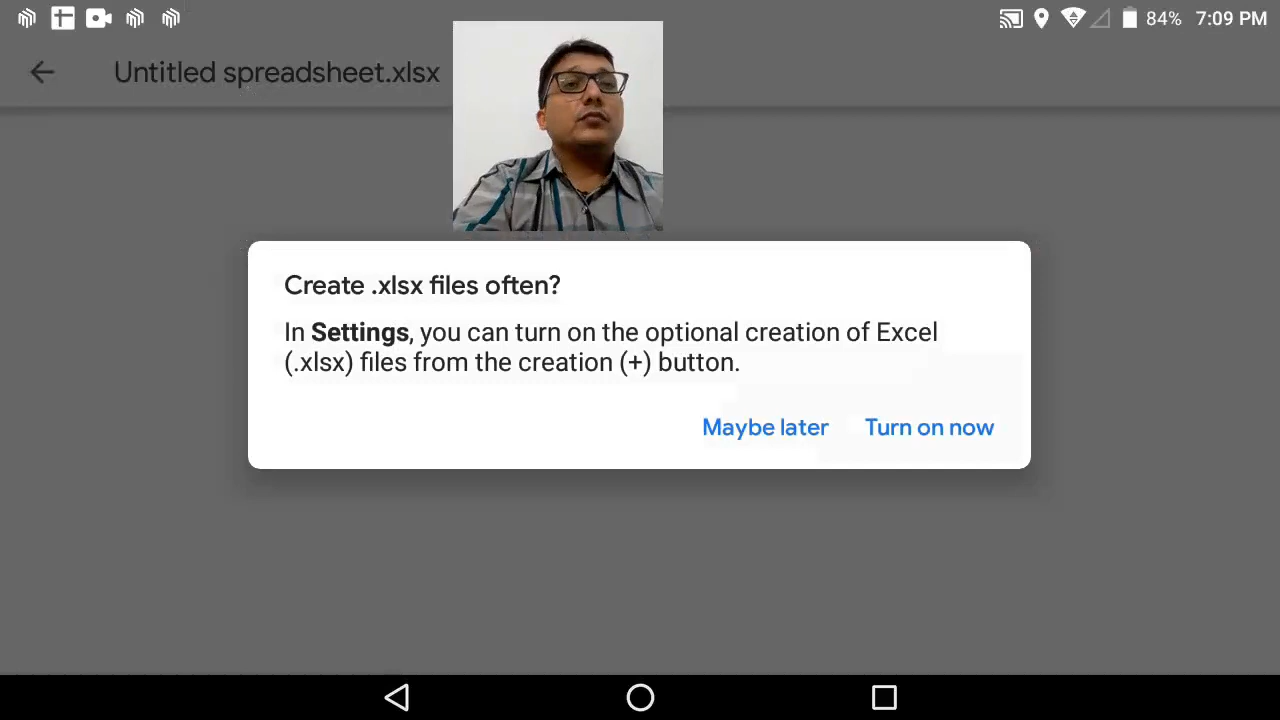 84% 7:09 PM
Untitled spreadsheet.xlsx
Create .xlsx files often?
In Settings, you can turn on the optional creation of Excel
(.xlsx) files from the creation (+) button.
Maybe later Turn on now